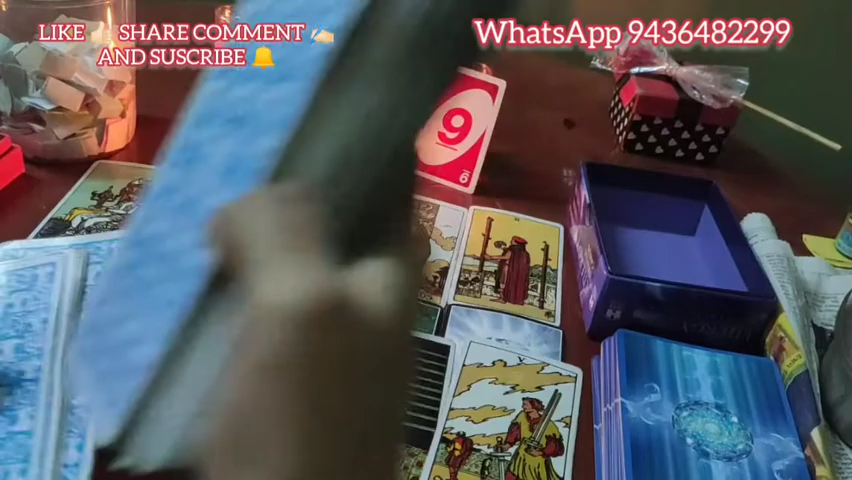 LIKE 👍🏻 SHARE COMMENT ✍🏻
AND SUSCRIBE 🔔
WhatsApp 9436482299
9
9
V